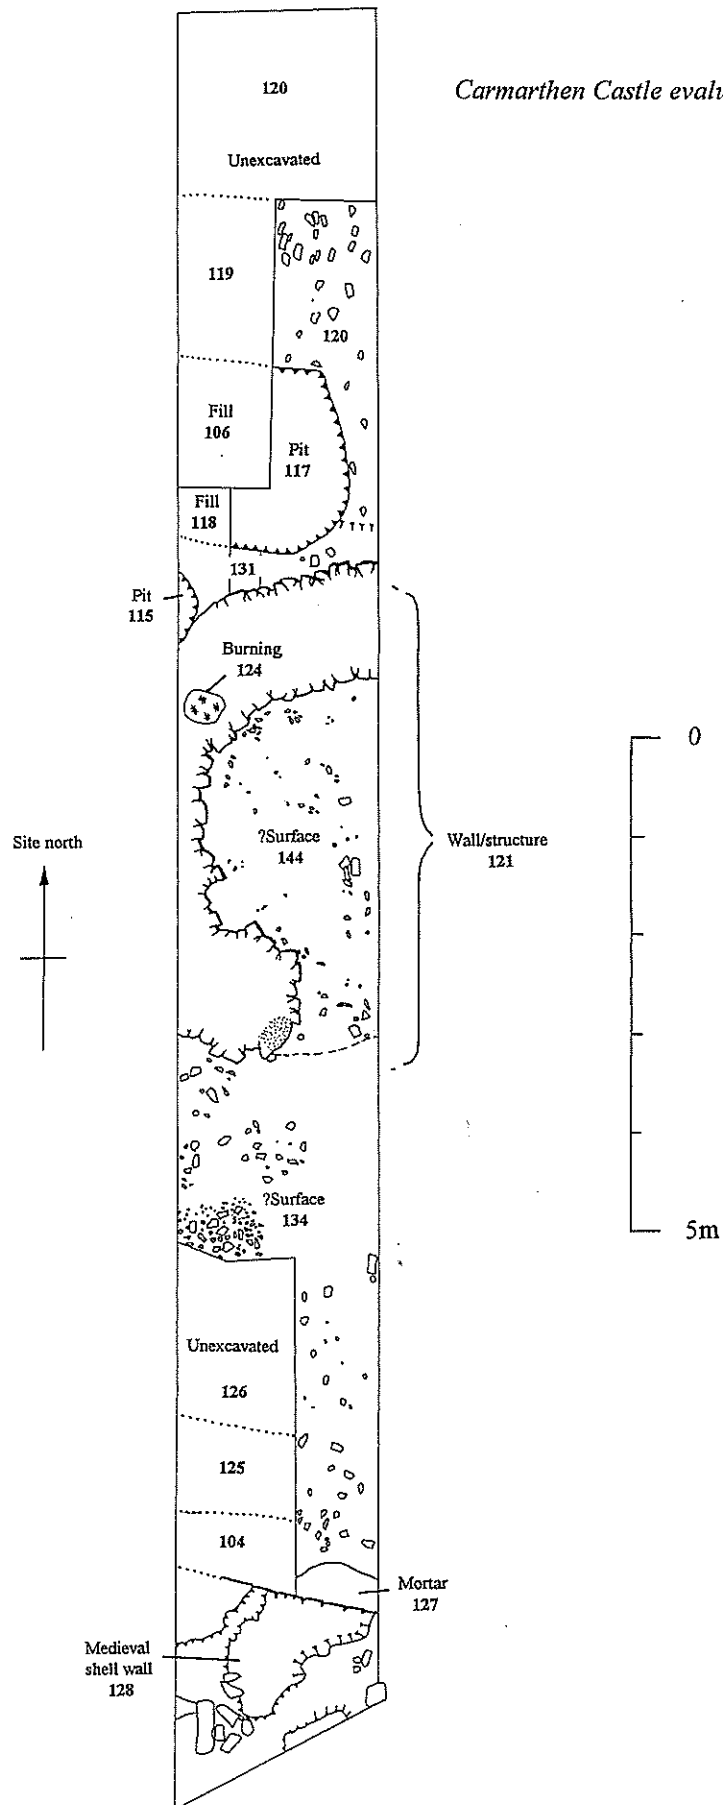 Carmarthen Castle evalu
120
Unexcavated
119
120
Fill
106
Pit
117
Fill
118
131
Pit
115
Burning
124
0
Site north
?Surface
144
Wall/structure
121
?Surface
134
5m
Unexcavated
126
125
104
Mortar
127
Medieval
shell wall
128